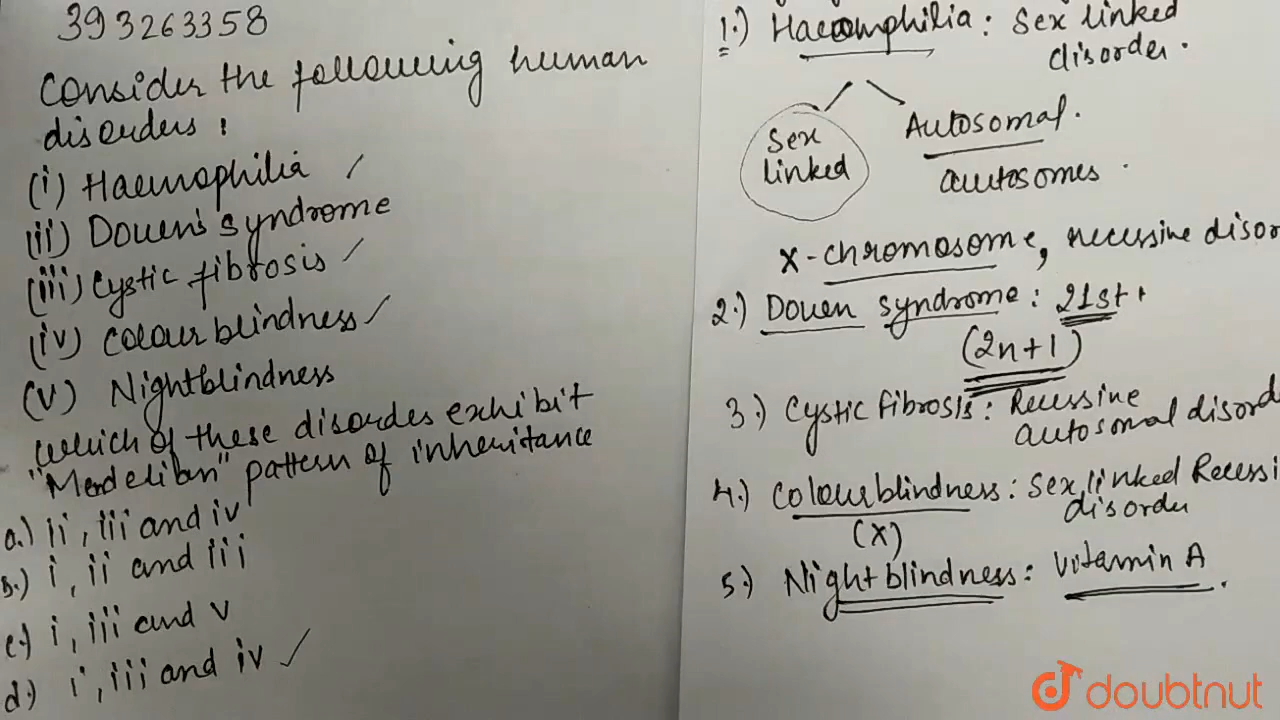 393263358
Consider the following human
disorders :
(i) Haemophilia ✓
(ii) Down's syndrome
(iii) Cystic fibrosis ✓
(iv) Colour blindness ✓
(v) Nightblindness
which of these disordes exhibit
"Mendelian" pattern of inheritance
a.) ii, iii and iv
b.) i, ii and iii
c.) i, iii and v
d.) i, iii and iv ✓
1.) Haemophilia : Sex linked
disorder.
Sex
linked
Autosomal.
autosomes.
X-chromosome, recessive disor
2.) Down syndrome : 21st
(2n+1)
3.) Cystic fibrosis : Recessive
autosomal disord
4.) Colourblindness : Sex linked Recessi
disorder
(X)
5.) Nightblindness : Vitamin A.
doubtnut